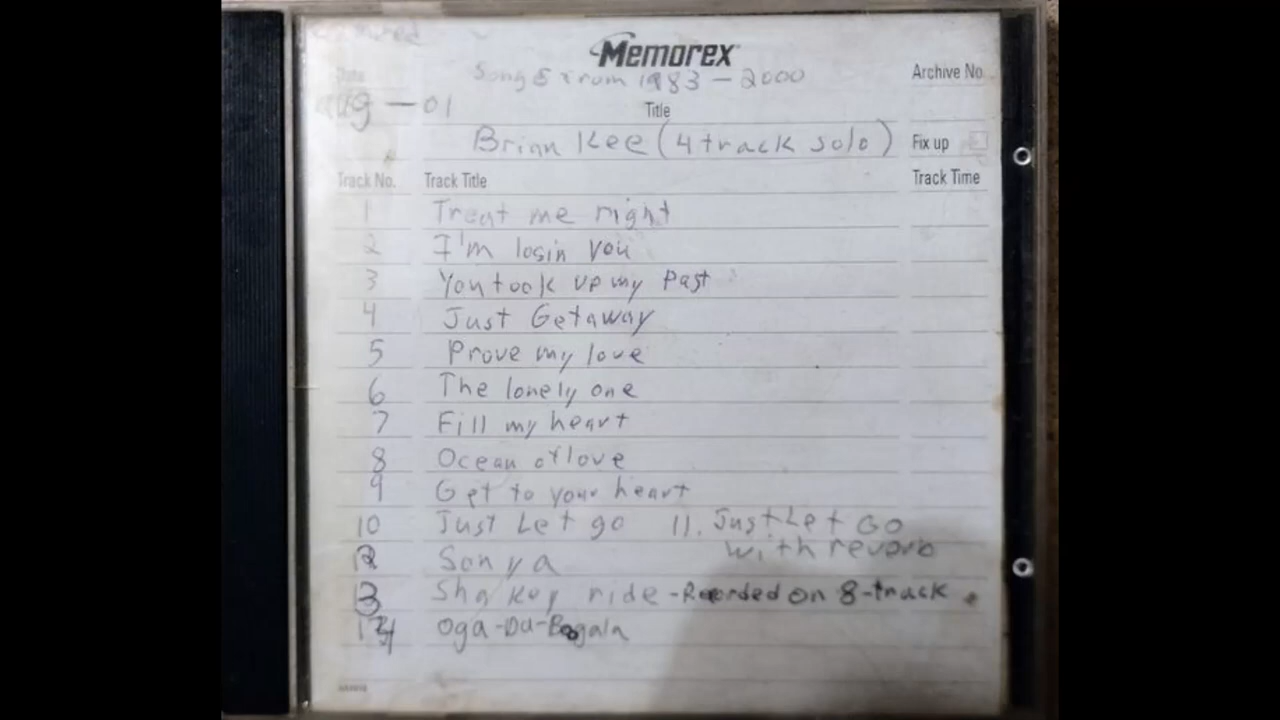 Memorex
Songs from 1983 - 2000
Date
Archive No.
aug - 01
Title
Brian Kee (4 track solo)
Fix up
Track No. Track Title Track Time
1 Treat me right
2 I'm losin you
3 You took up my Past
4 Just Getaway
5 Prove my love
6 The lonely one
7 Fill my heart
8 Ocean of love
9 Get to your heart
10 Just Let go 11. Just Let GO
with reverb
12 Sonya
13 Shakey ride - Recorded on 8-track
14 Oga-Da-Bogala